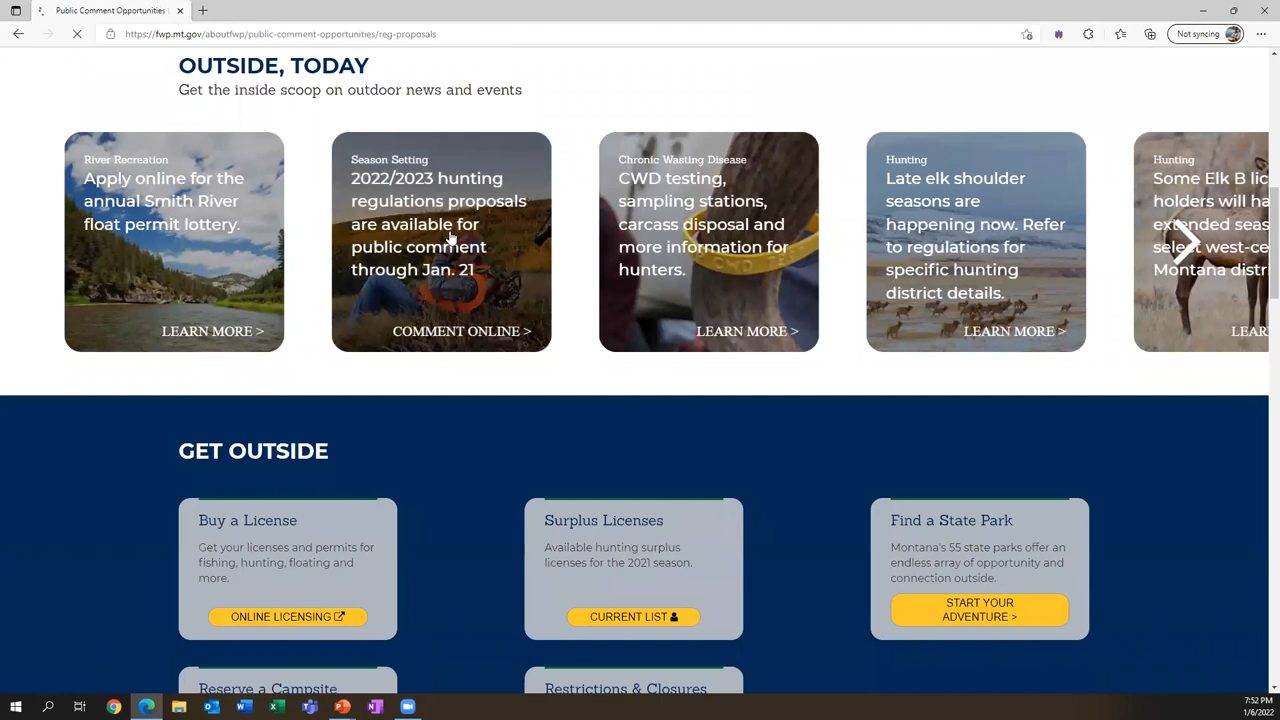 Public Comment Opportunities
https://fwp.mt.gov/aboutfwp/public-comment-opportunities/reg-proposals
Not syncing
OUTSIDE, TODAY
Get the inside scoop on outdoor news and events
River Recreation
Apply online for the
annual Smith River
float permit lottery.
LEARN MORE >
Season Setting
2022/2023 hunting
regulations proposals
are available for
public comment
through Jan. 21
COMMENT ONLINE >
Chronic Wasting Disease
CWD testing,
sampling stations,
carcass disposal and
more information for
hunters.
LEARN MORE >
Hunting
Late elk shoulder
seasons are
happening now. Refer
to regulations for
specific hunting
district details.
LEARN MORE >
Hunting
Some Elk B lic
holders will ha
extended seas
select west-ce
Montana distri
LEAR
GET OUTSIDE
Buy a License
Get your licenses and permits for
fishing, hunting, floating and
more.
ONLINE LICENSING
Surplus Licenses
Available hunting surplus
licenses for the 2021 season.
CURRENT LIST
Find a State Park
Montana's 55 state parks offer an
endless array of opportunity and
connection outside.
START YOUR
ADVENTURE >
Reserve a Campsite
Restrictions & Closures
7:52 PM
1/6/2022